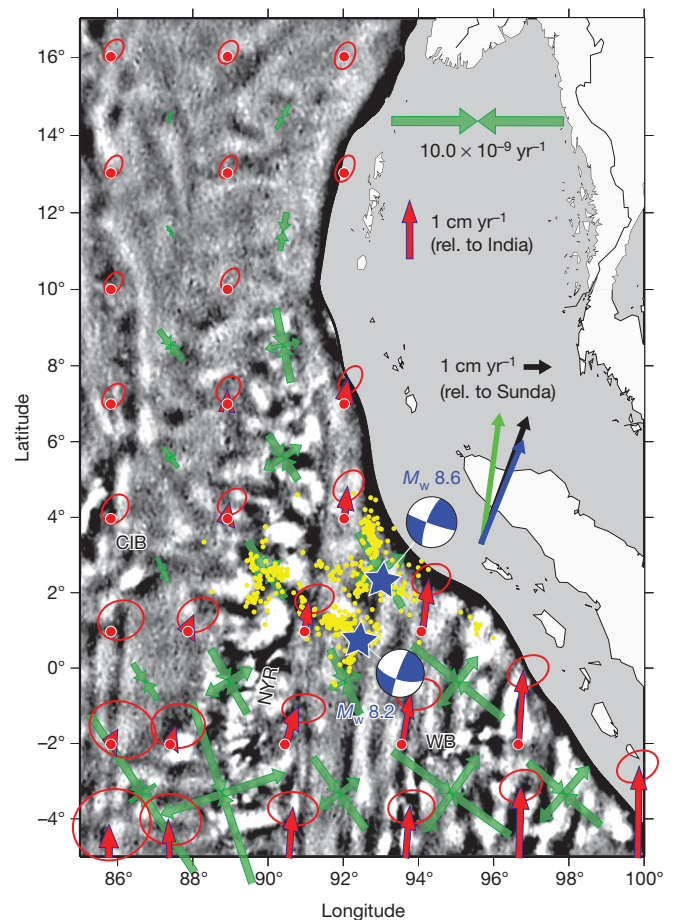 16°
14°
12°
10°
8°
6°
4°
2°
0°
−2°
−4°
Latitude
10.0 × 10⁻⁹ yr⁻¹
1 cm yr⁻¹
(rel. to India)
1 cm yr⁻¹
(rel. to Sunda)
Mw 8.6
CIB
NYR
Mw 8.2
WB
86°
88°
90°
92°
94°
96°
98°
100°
Longitude